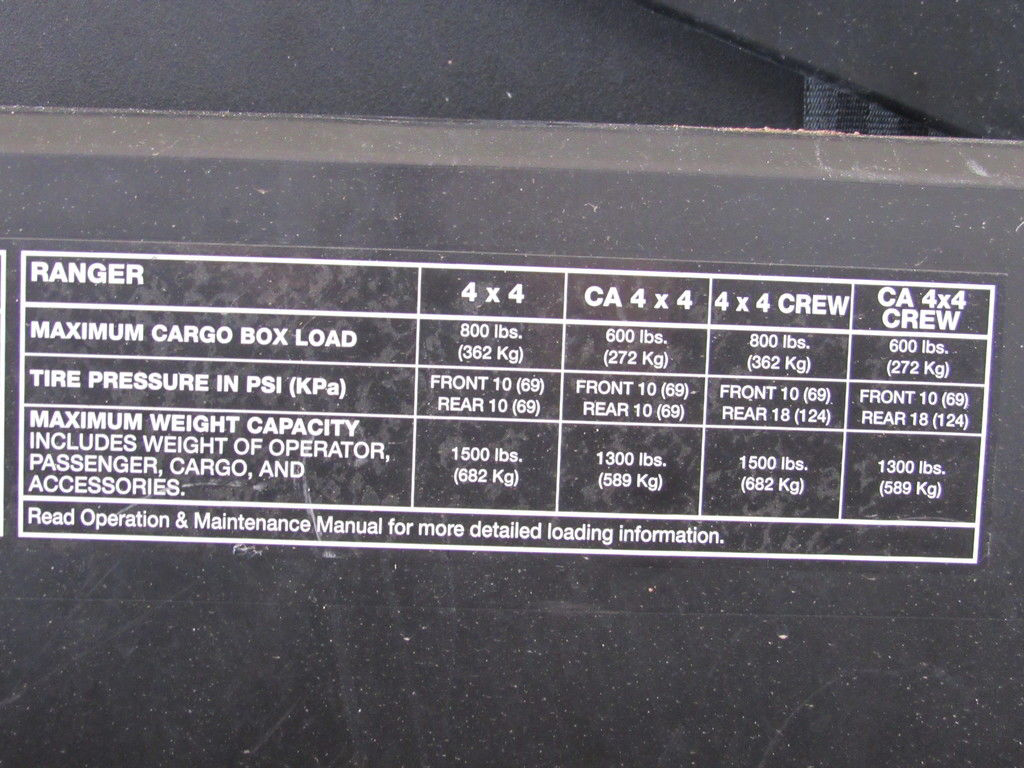 RANGER
4 x 4
CA 4 x 4
4 x 4 CREW
CA 4x4
CREW
MAXIMUM CARGO BOX LOAD
800 lbs.
(362 Kg)
600 lbs.
(272 Kg)
800 lbs.
(362 Kg)
600 lbs.
(272 Kg)
TIRE PRESSURE IN PSI (KPa)
FRONT 10 (69)
REAR 10 (69)
FRONT 10 (69)
REAR 10 (69)
FRONT 10 (69)
REAR 18 (124)
FRONT 10 (69)
REAR 18 (124)
MAXIMUM WEIGHT CAPACITY
INCLUDES WEIGHT OF OPERATOR,
PASSENGER, CARGO, AND
ACCESSORIES.
1500 lbs.
(682 Kg)
1300 lbs.
(589 Kg)
1500 lbs.
(682 Kg)
1300 lbs.
(589 Kg)
Read Operation & Maintenance Manual for more detailed loading information.